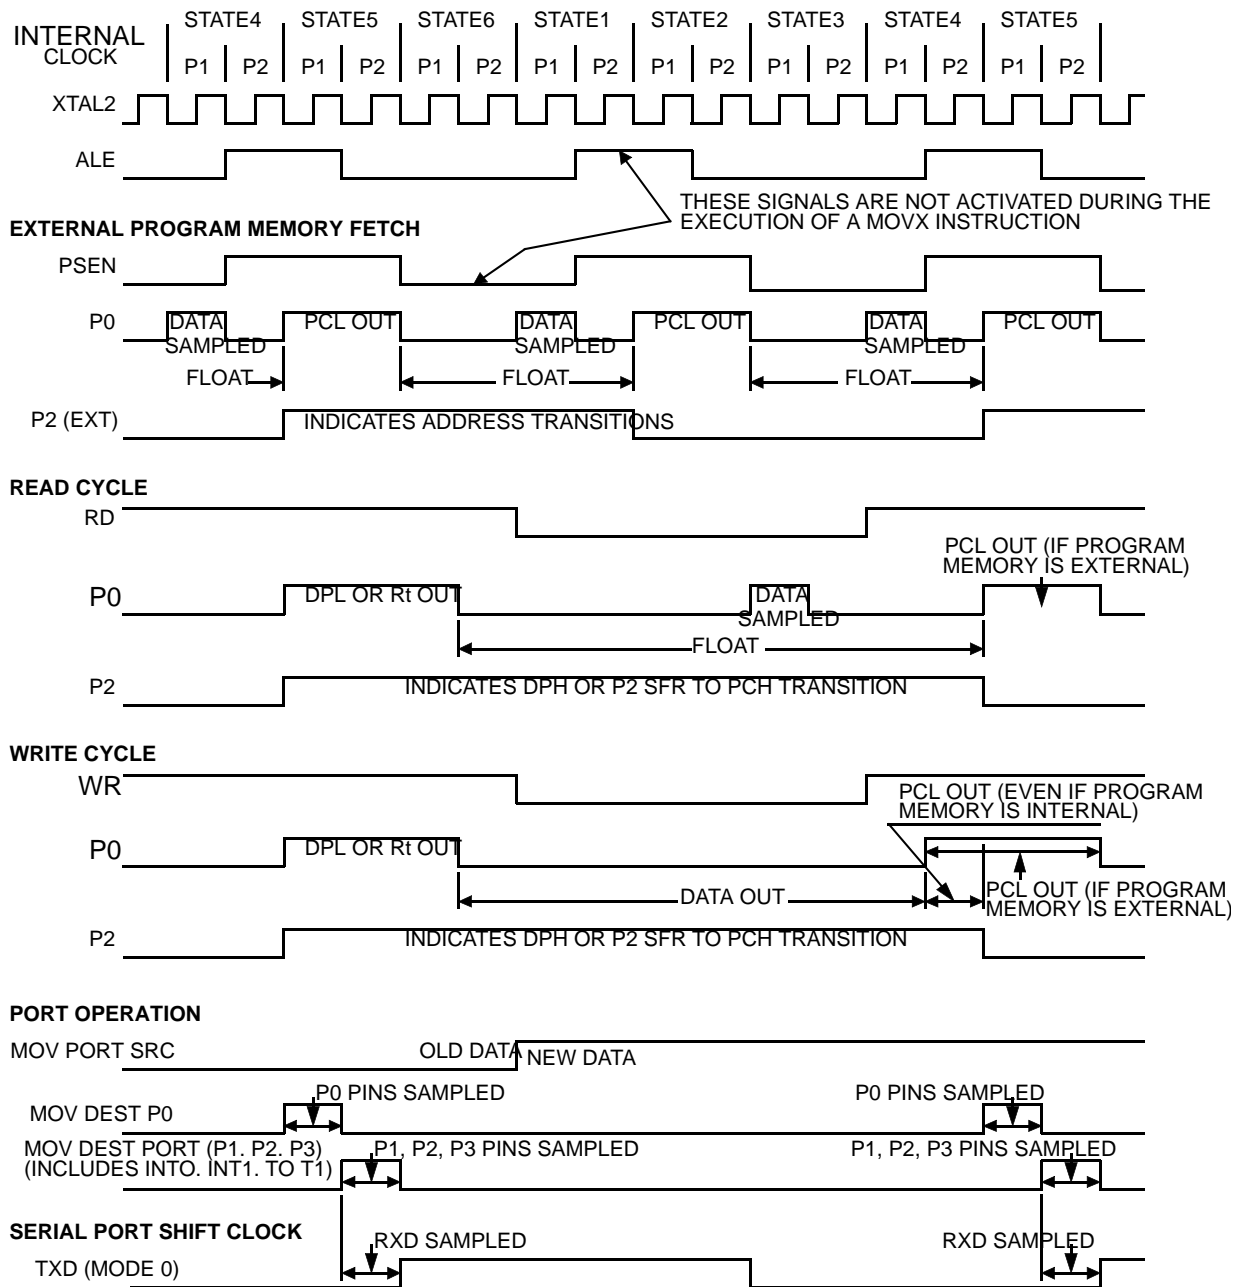 INTERNAL
CLOCK
STATE4 STATE5 STATE6 STATE1 STATE2 STATE3 STATE4 STATE5
P1 P2 P1 P2 P1 P2 P1 P2 P1 P2 P1 P2 P1 P2 P1 P2
XTAL2
ALE
THESE SIGNALS ARE NOT ACTIVATED DURING THE
EXECUTION OF A MOVX INSTRUCTION
EXTERNAL PROGRAM MEMORY FETCH
PSEN
P0
DATA
SAMPLED
PCL OUT
DATA
SAMPLED
PCL OUT
DATA
SAMPLED
PCL OUT
FLOAT FLOAT FLOAT
P2 (EXT)
INDICATES ADDRESS TRANSITIONS
READ CYCLE
RD
PCL OUT (IF PROGRAM
MEMORY IS EXTERNAL)
P0
DPL OR Rt OUT
DATA
SAMPLED
FLOAT
P2
INDICATES DPH OR P2 SFR TO PCH TRANSITION
WRITE CYCLE
WR
PCL OUT (EVEN IF PROGRAM
MEMORY IS INTERNAL)
P0
DPL OR Rt OUT
DATA OUT
PCL OUT (IF PROGRAM
MEMORY IS EXTERNAL)
P2
INDICATES DPH OR P2 SFR TO PCH TRANSITION
PORT OPERATION
MOV PORT SRC
OLD DATA
NEW DATA
P0 PINS SAMPLED
P0 PINS SAMPLED
MOV DEST P0
MOV DEST PORT (P1. P2. P3)
(INCLUDES INTO. INT1. TO T1)
P1, P2, P3 PINS SAMPLED
P1, P2, P3 PINS SAMPLED
SERIAL PORT SHIFT CLOCK
RXD SAMPLED
RXD SAMPLED
TXD (MODE 0)